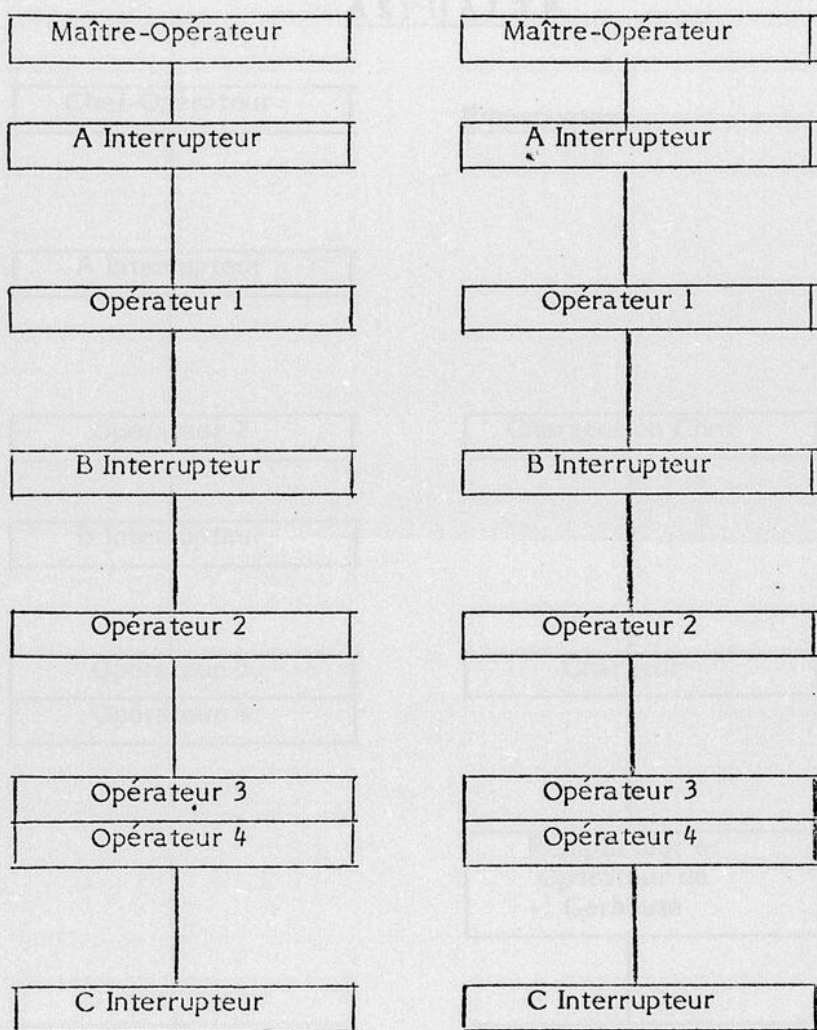 Maître-Opérateur
A Interrupteur
Opérateur 1
B Interrupteur
Opérateur 2
Opérateur 3
Opérateur 4
C Interrupteur
Maître-Opérateur
A Interrupteur
Opérateur 1
B Interrupteur
Opérateur 2
Opérateur 3
Opérateur 4
C Interrupteur